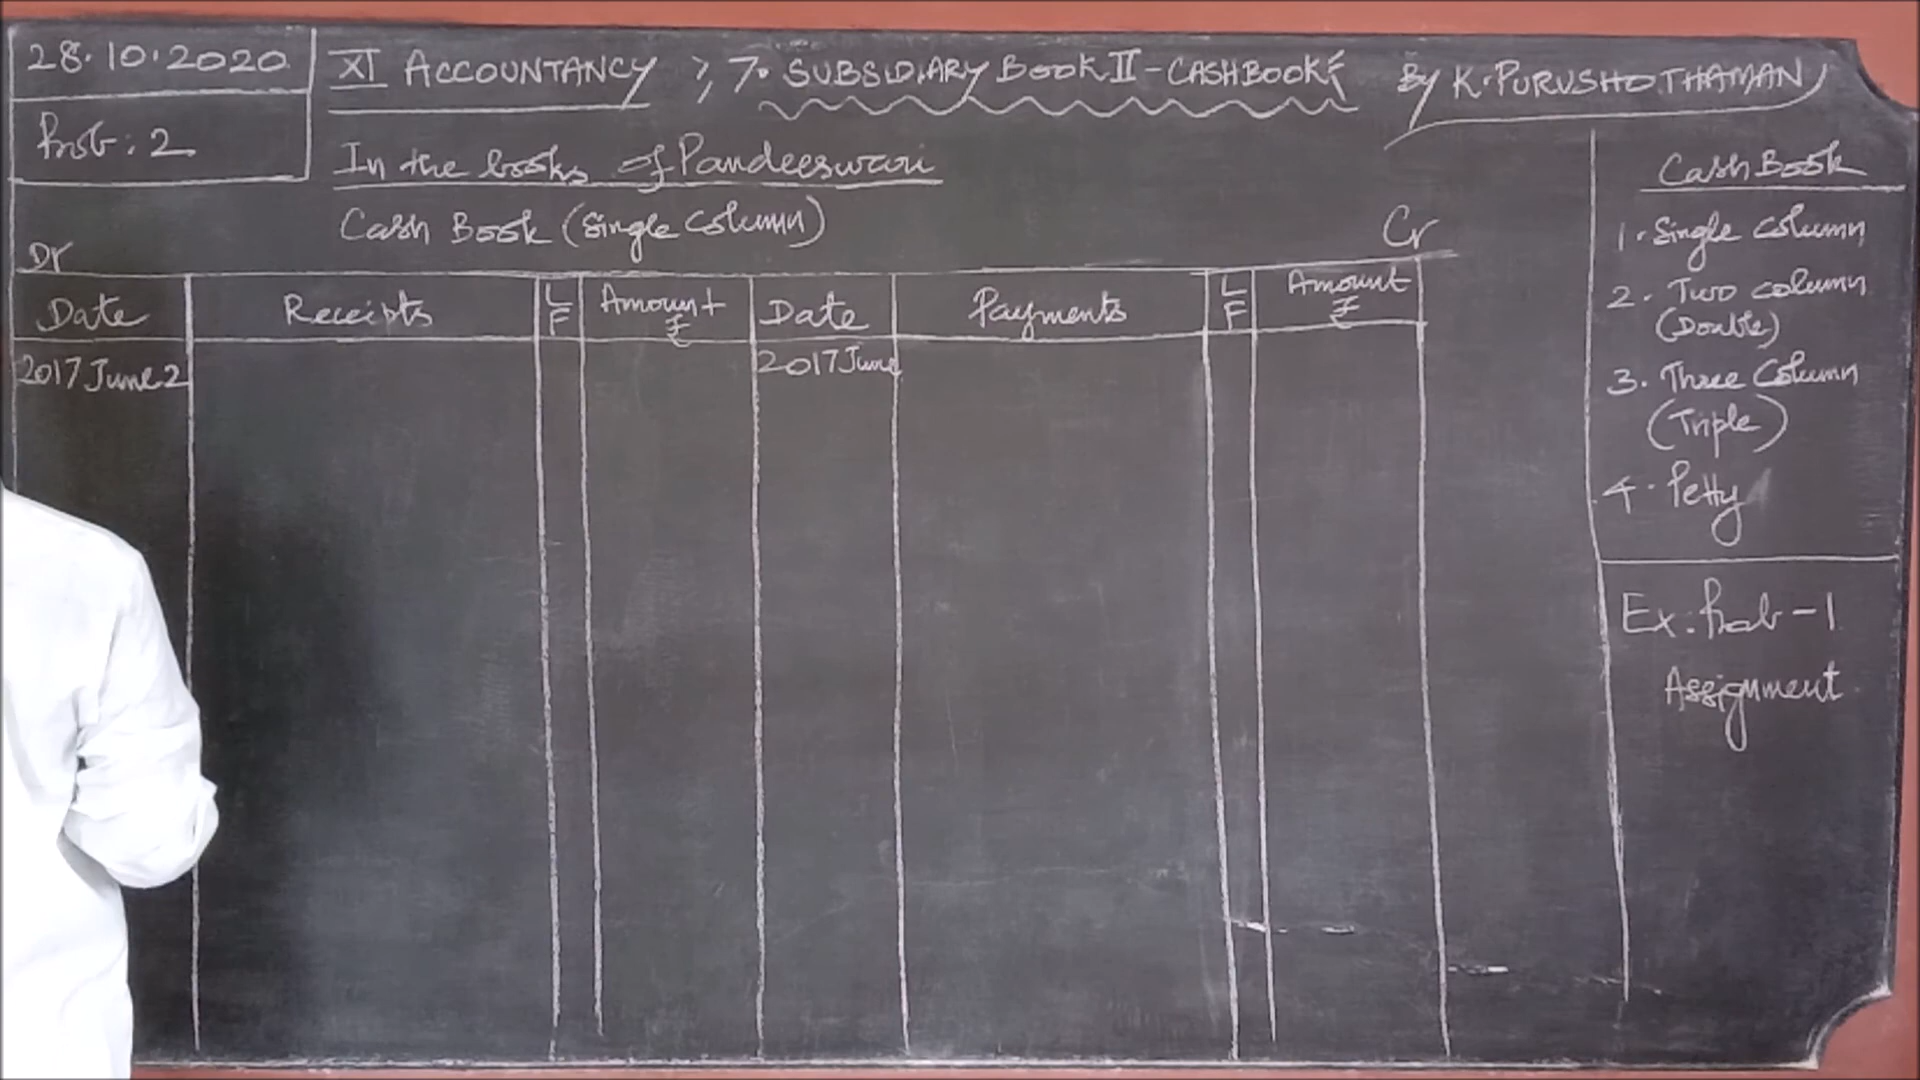 28.10.2020
XI ACCOUNTANCY ; 7. SUBSIDIARY BOOK II - CASHBOOK By K. PURUSHOTHAMAN
Prob: 2
In the books of Pandeeswari
Cash Book (Single Column)
Dr
Cr
Date Receipts LF Amount ₹ Date Payments LF Amount ₹
2017 June 2 2017 June
Cash Book
1. Single Column
2. Two Column
(Double)
3. Three Column
(Triple)
4. Petty
Ex: Prob - 1
Assignment